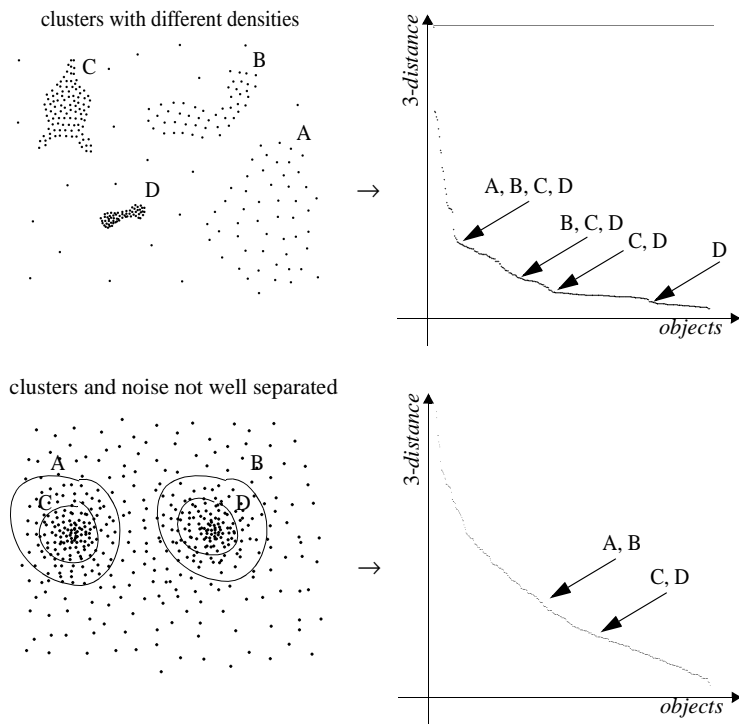 clusters with different densities
C
B
A
D
→
3-distance
A, B, C, D
B, C, D
C, D
D
objects
clusters and noise not well separated
A
B
C
D
→
3-distance
A, B
C, D
objects